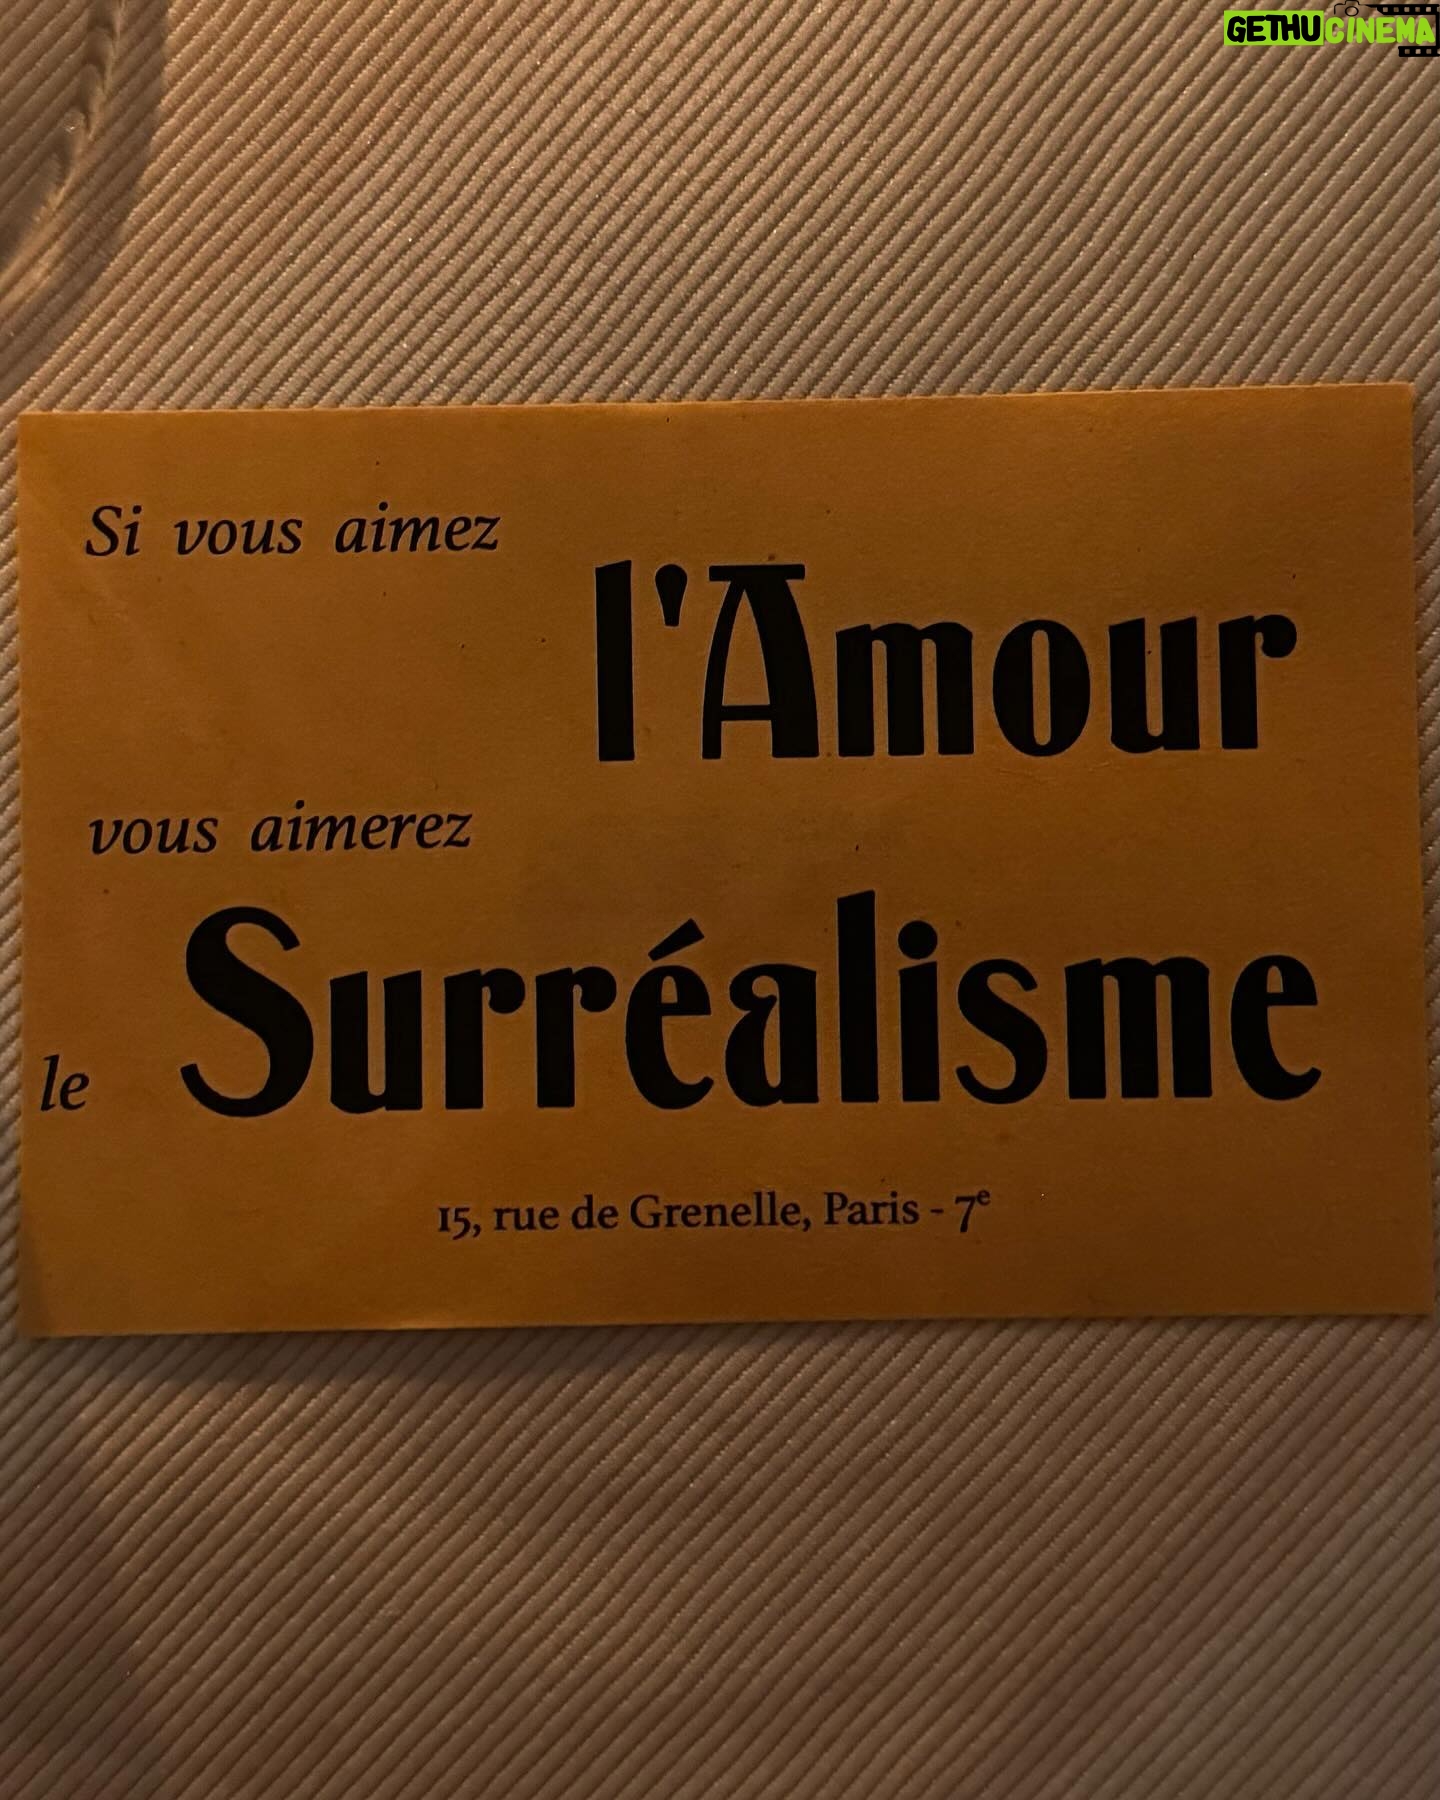 GETHUCINEMA
Si vous aimez
l'Amour
vous aimerez
le Surréalisme
15, rue de Grenelle, Paris - 7e